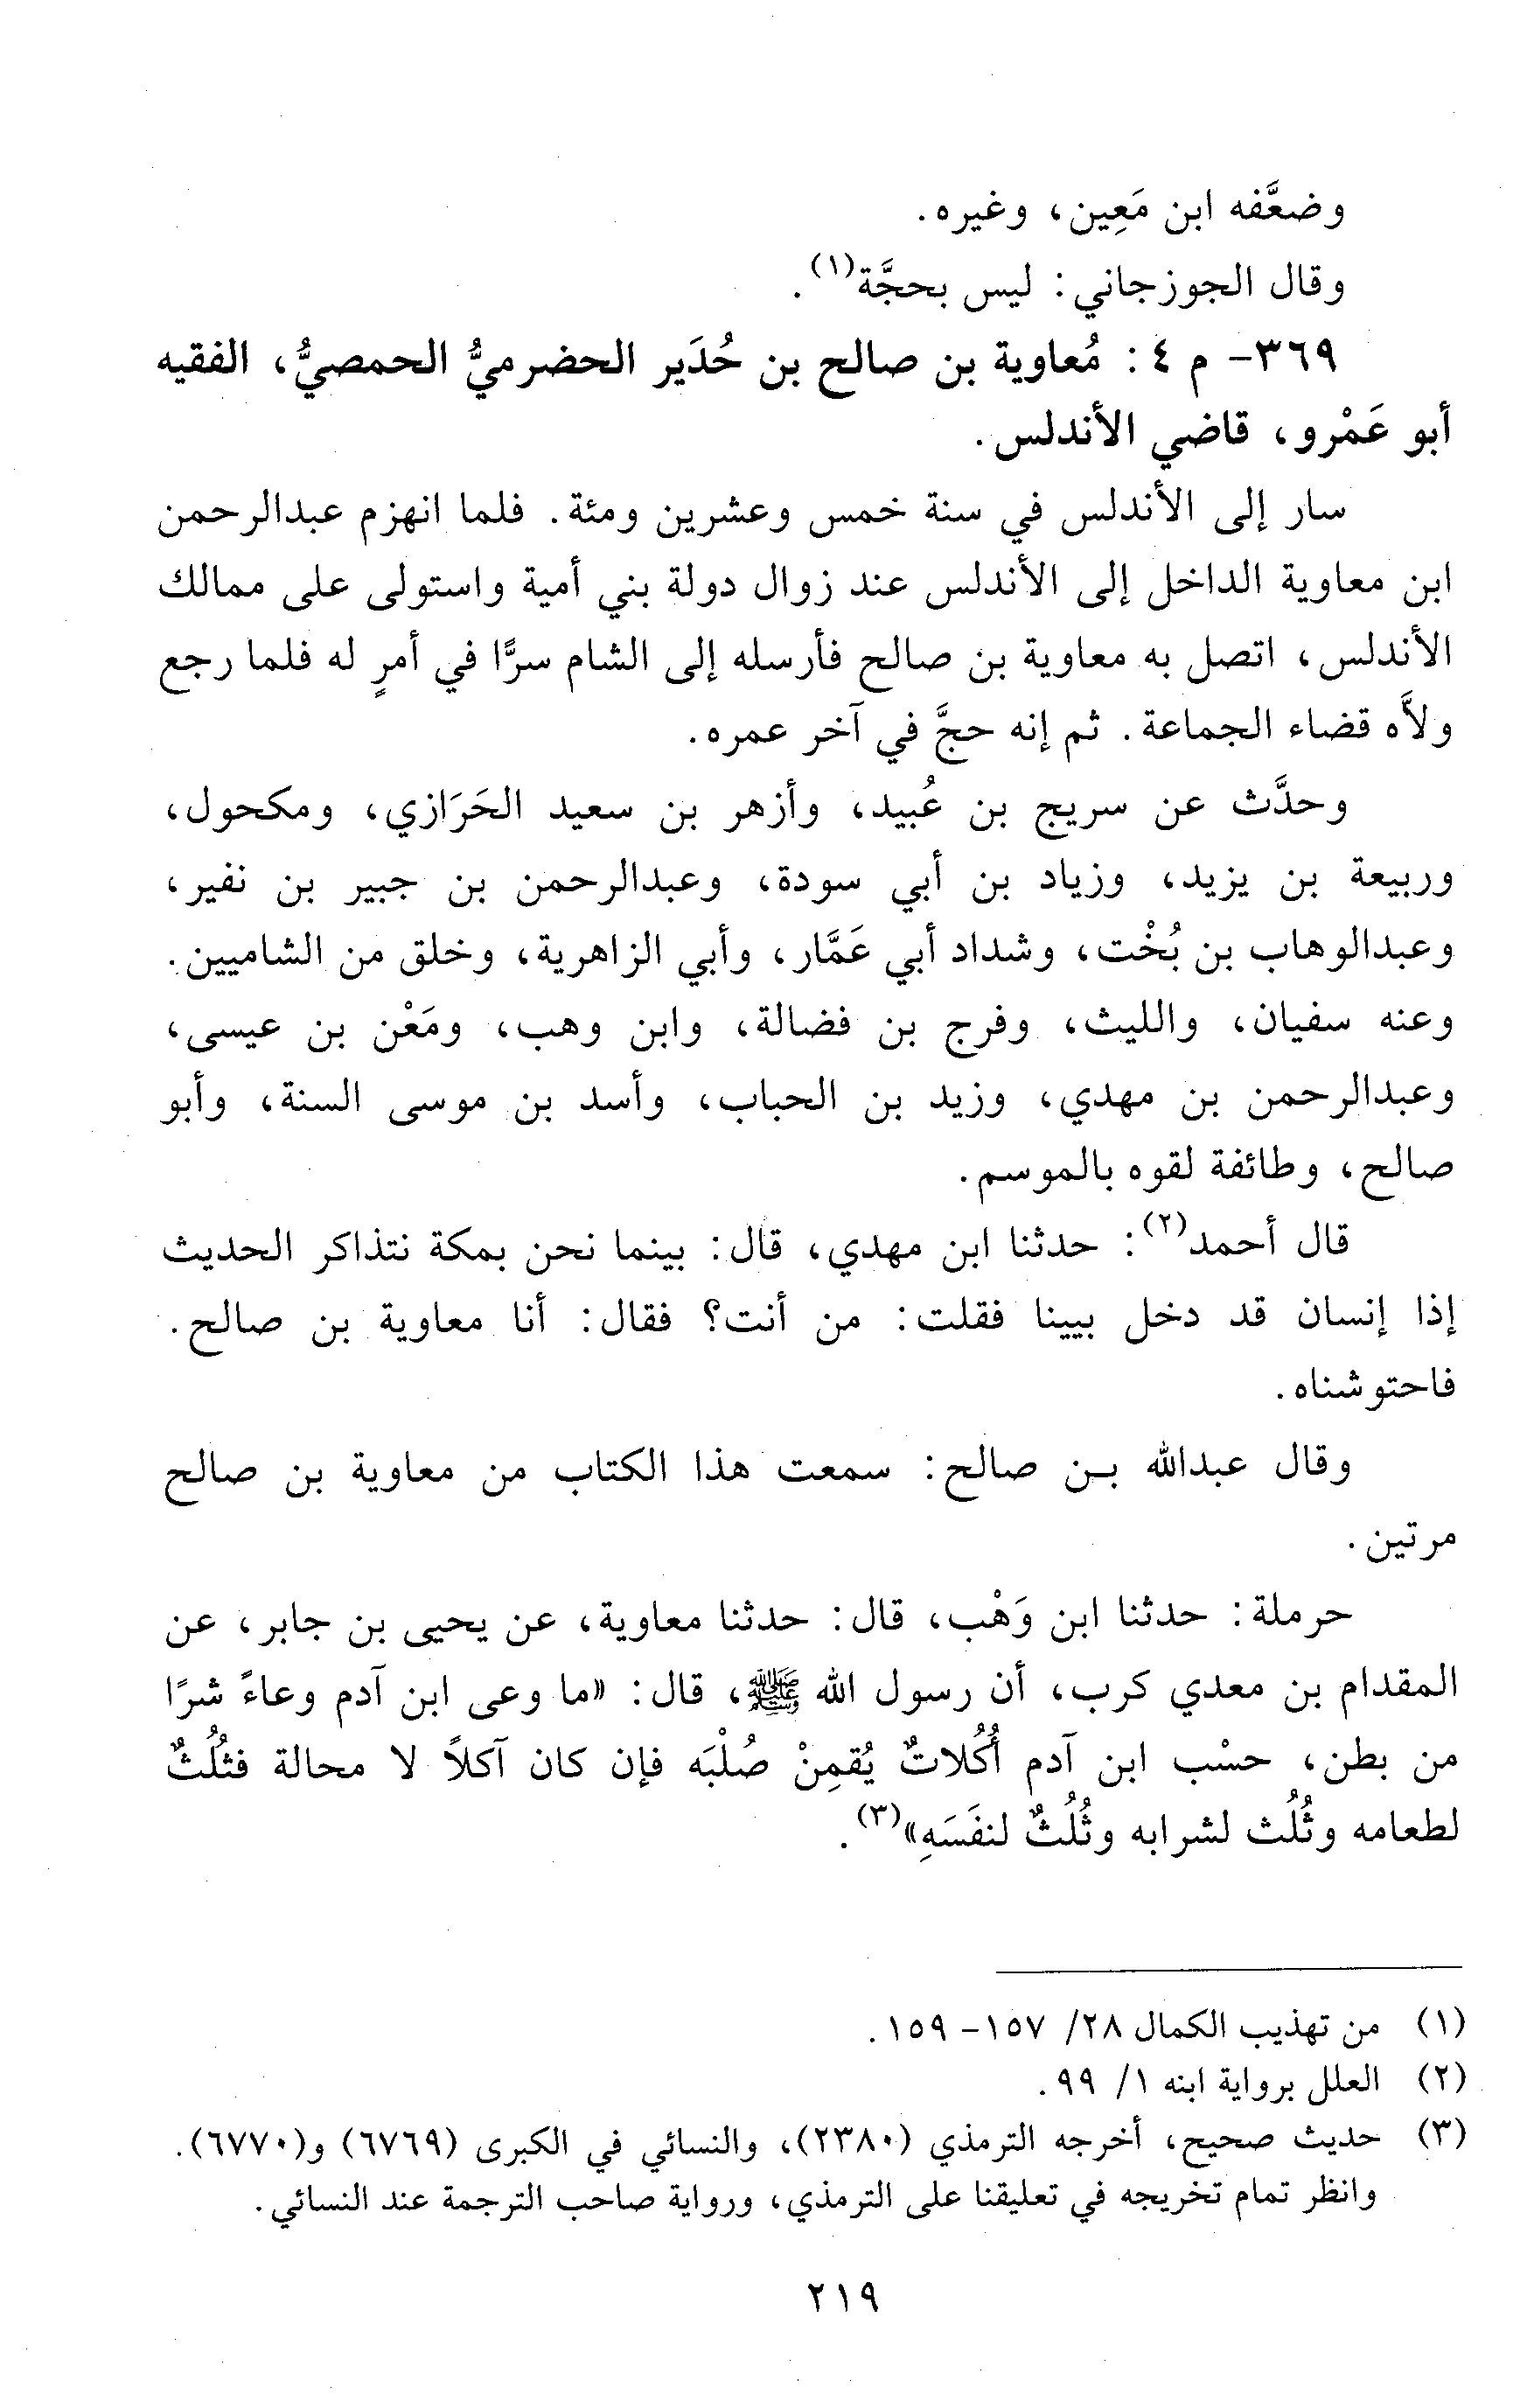 وضعَّفه ابن مَعِين، وغيره.
وقال الجوزجاني: ليس بحجَّة(١).
٣٦٩- م ٤: مُعاوية بن صالح بن حُدَير الحضرميُّ الحمصيُّ، الفقيه
أبو عَمْرو، قاضي الأندلس.
سار إلى الأندلس في سنة خمس وعشرين ومئة. فلما انهزم عبدالرحمن
ابن معاوية الداخل إلى الأندلس عند زوال دولة بني أمية واستولى على ممالك
الأندلس، اتصل به معاوية بن صالح فأرسله إلى الشام سرًّا في أمرٍ له فلما رجع
ولاَّه قضاء الجماعة. ثم إنه حجَّ في آخر عمره.
وحدَّث عن سريج بن عُبيد، وأزهر بن سعيد الحَرَازي، ومكحول،
وربيعة بن يزيد، وزياد بن أبي سودة، وعبدالرحمن بن جبير بن نفير،
وعبدالوهاب بن بُخْت، وشداد أبي عَمَّار، وأبي الزاهرية، وخلق من الشاميين.
وعنه سفيان، والليث، وفرج بن فضالة، وابن وهب، ومَعْن بن عيسى،
وعبدالرحمن بن مهدي، وزيد بن الحباب، وأسد بن موسى السنة، وأبو
صالح، وطائفة لقوه بالموسم.
قال أحمد(٢): حدثنا ابن مهدي، قال: بينما نحن بمكة نتذاكر الحديث
إذا إنسان قد دخل بيينا فقلت: من أنت؟ فقال: أنا معاوية بن صالح.
فاحتوشناه.
وقال عبدالله بن صالح: سمعت هذا الكتاب من معاوية بن صالح
مرتين.
حرملة: حدثنا ابن وَهْب، قال: حدثنا معاوية، عن يحيى بن جابر، عن
المقدام بن معدي كرب، أن رسول الله ﷺ، قال: «ما وعى ابن آدم وعاءً شرًا
من بطن، حسْب ابن آدم أُكُلاتٌ يُقمِنْ صُلْبَه فإن كان آكلاً لا محالة فثُلُثٌ
لطعامه وثُلُث لشرابه وثُلُثٌ لنفَسَهِ»(٣).
(١) من تهذيب الكمال ٢٨/ ١٥٧- ١٥٩.
(٢) العلل برواية ابنه ١/ ٩٩.
(٣) حديث صحيح، أخرجه الترمذي (٢٣٨٠)، والنسائي في الكبرى (٦٧٦٩) و(٦٧٧٠).
وانظر تمام تخريجه في تعليقنا على الترمذي، ورواية صاحب الترجمة عند النسائي.
٢١٩